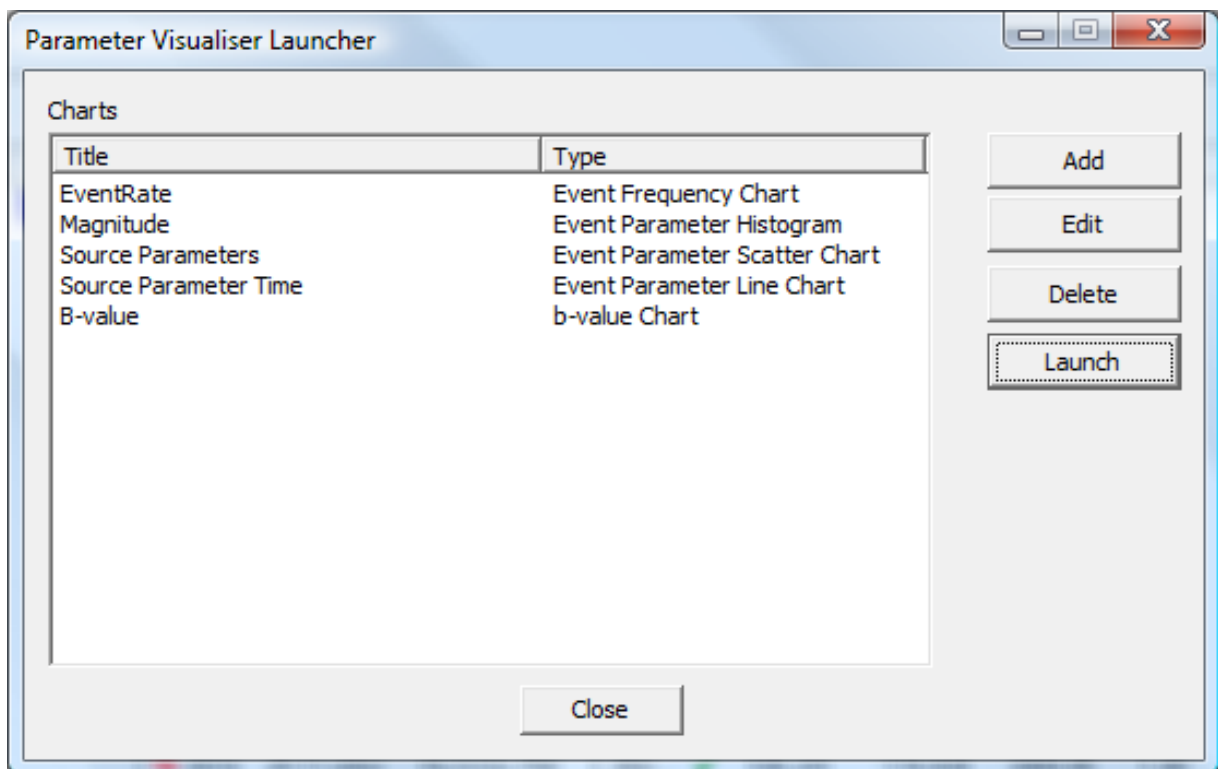 Parameter Visualiser Launcher
Charts
Title Type
EventRate Event Frequency Chart
Magnitude Event Parameter Histogram
Source Parameters Event Parameter Scatter Chart
Source Parameter Time Event Parameter Line Chart
B-value b-value Chart
Add
Edit
Delete
Launch
Close